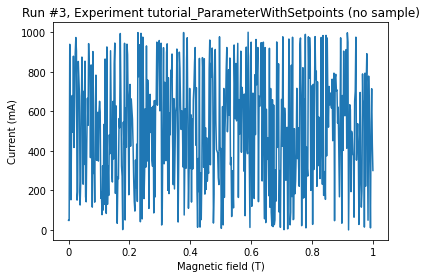 Run #3, Experiment tutorial_ParameterWithSetpoints (no sample)
1000
800
600
400
200
0
Current (mA)
0 0.2 0.4 0.6 0.8 1
Magnetic field (T)